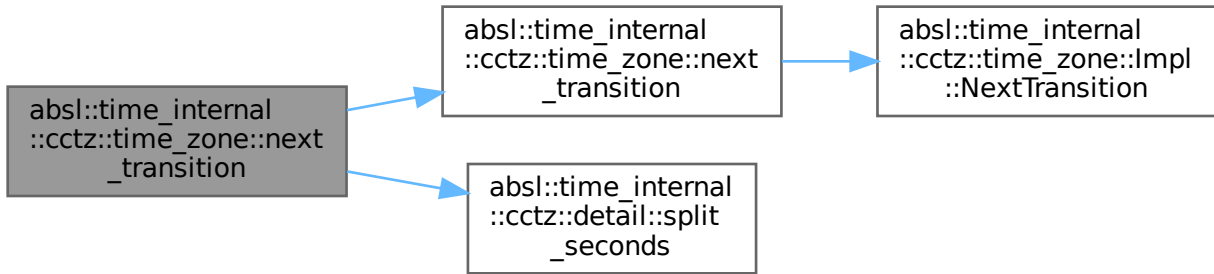 absl::time_internal
::cctz::time_zone::next
_transition
absl::time_internal
::cctz::time_zone::next
_transition
absl::time_internal
::cctz::time_zone::Impl
::NextTransition
absl::time_internal
::cctz::detail::split
_seconds